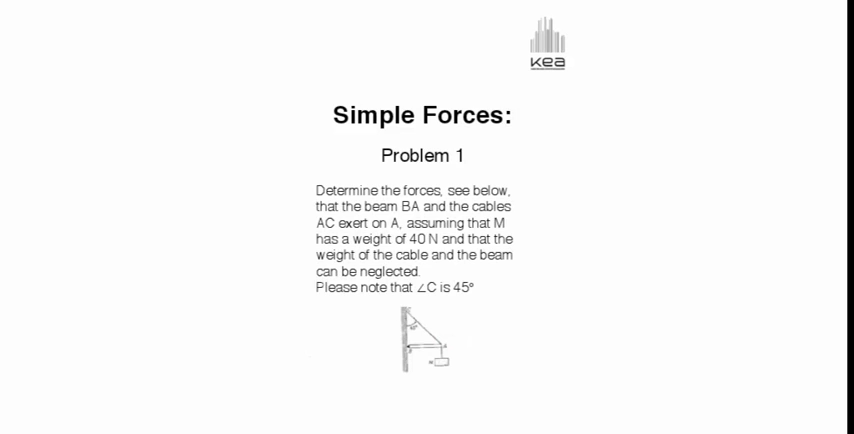 kea
Simple Forces:
Problem 1
Determine the forces, see below,
that the beam BA and the cables
AC exert on A, assuming that M
has a weight of 40 N and that the
weight of the cable and the beam
can be neglected.
Please note that ∠C is 45°